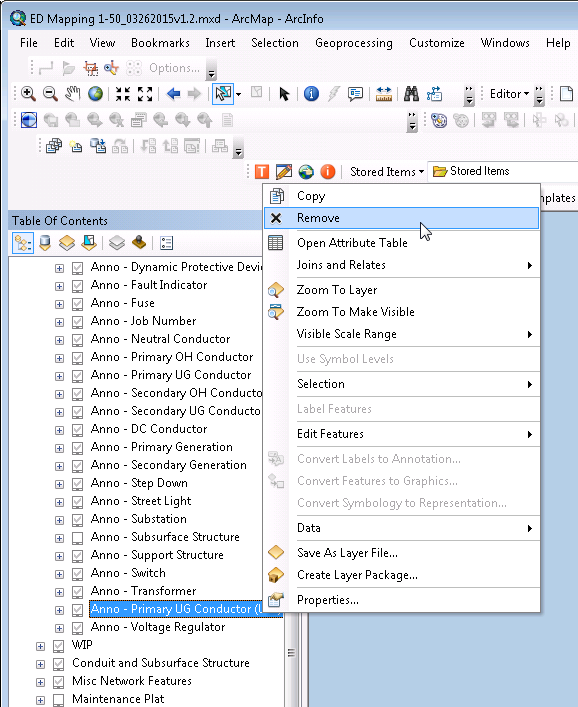 ED Mapping 1-50_03262015v1.2.mxd - ArcMap - ArcInfo
File Edit View Bookmarks Insert Selection Geoprocessing Customize Windows Help
Options...
Editor
Stored Items Stored Items
Table Of Contents
Anno - Dynamic Protective
Anno - Fault Indicator
Anno - Fuse
Anno - Job Number
Anno - Neutral Conductor
Anno - Primary OH Conductor
Anno - Primary UG Conductor
Anno - Secondary OH
Anno - Secondary UG
Anno - DC Conductor
Anno - Primary Generation
Anno - Secondary Generation
Anno - Step Down
Anno - Street Light
Anno - Substation
Anno - Subsurface Structure
Anno - Support Structure
Anno - Switch
Anno - Transformer
Anno - Primary UG Conductor
Anno - Voltage Regulator
WIP
Conduit and Subsurface Structure
Misc Network Features
Maintenance Plat
Copy
Remove
Open Attribute Table
Joins and Relates
Zoom To Layer
Zoom To Make Visible
Visible Scale Range
Use Symbol Levels
Selection
Label Features
Edit Features
Convert Labels to Annotation...
Convert Features to Graphics...
Convert Symbology to Representation...
Data
Save As Layer File...
Create Layer Package...
Properties...